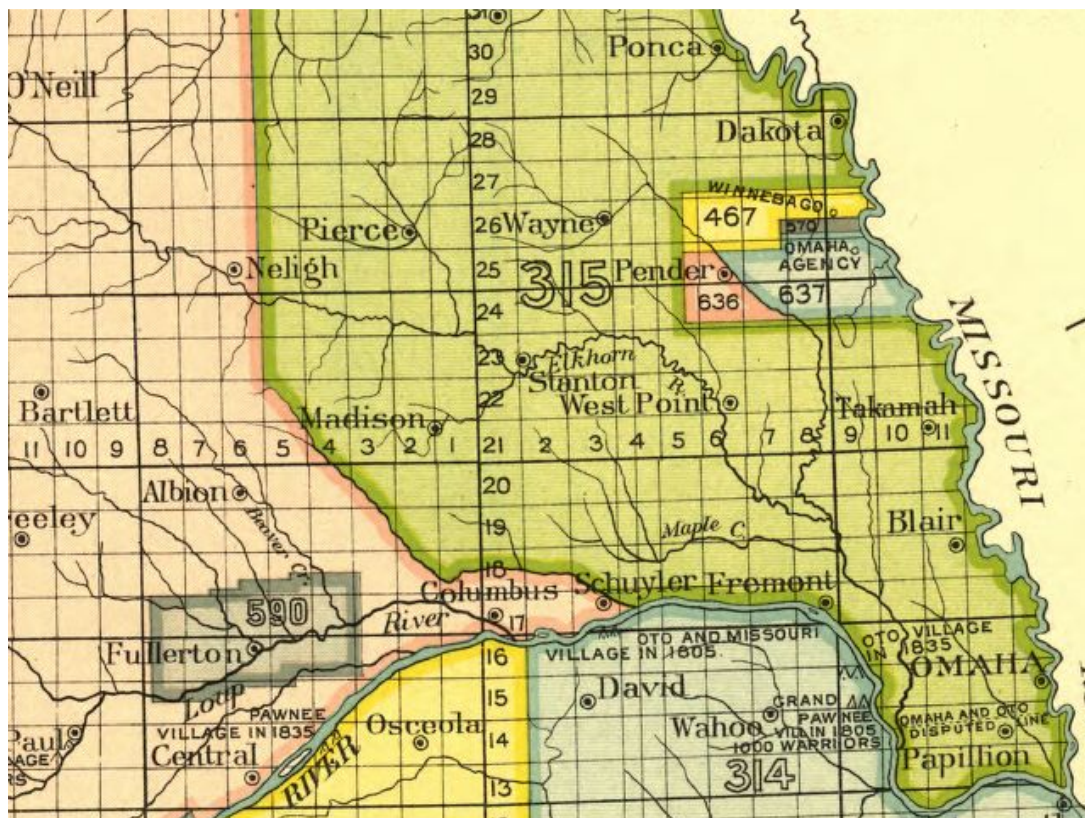 31
30
Ponca
O'Neill
29
Dakota
28
27
WINNEBAGO
467
570
Pierce
26
Wayne
OMAHA
AGENCY
Neligh
25
315
Pender
636
637
24
MISSOURI
23
Elkhorn
R.
Stanton
Bartlett
Madison
22
West Point
Takamah
11 10 9 8 7 6 5 4 3 2 1 21 2 3 4 5 6 7 8 9 10 11
Albion
20
Beaver Cr.
reeley
19
Maple C.
Blair
18
Columbus
Schuyler
Fremont
590
River
17
Fullerton
16
OTO AND MISSOURI
VILLAGE IN 1805.
OTO VILLAGE
IN 1835
OMAHA
Loup
15
David
GRAND
PAWNEE
VILL IN 1805
1000 WARRIORS
PAWNEE
VILLAGE IN 1835
Osceola
14
Wahoo
OMAHA AND OTO
DISPUTED LINE
Paul
Central
RIVER
13
314
Papillion